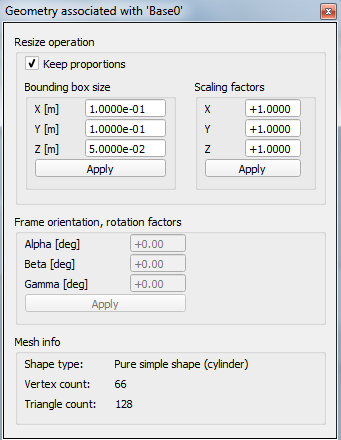 Geometry associated with 'Base0'
Resize operation
Keep proportions
Bounding box size
Scaling factors
X [m] 1.0000e-01 X +1.0000
Y [m] 1.0000e-01 Y +1.0000
Z [m] 5.0000e-02 Z +1.0000
Apply Apply
Frame orientation, rotation factors
Alpha [deg] +0.00
Beta [deg] +0.00
Gamma [deg] +0.00
Apply
Mesh info
Shape type: Pure simple shape (cylinder)
Vertex count: 66
Triangle count: 128